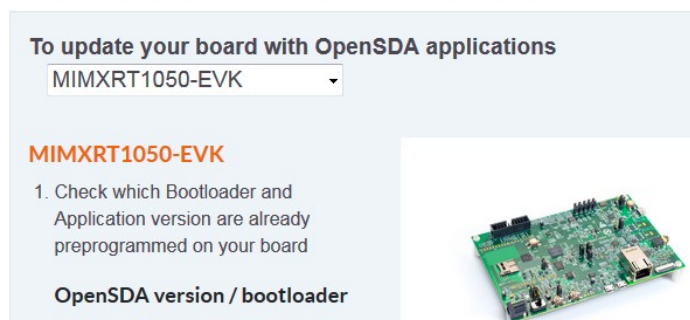 To update your board with OpenSDA applications
MIMXRT1050-EVK
MIMXRT1050-EVK
1. Check which Bootloader and
Application version are already
preprogrammed on your board
OpenSDA version / bootloader